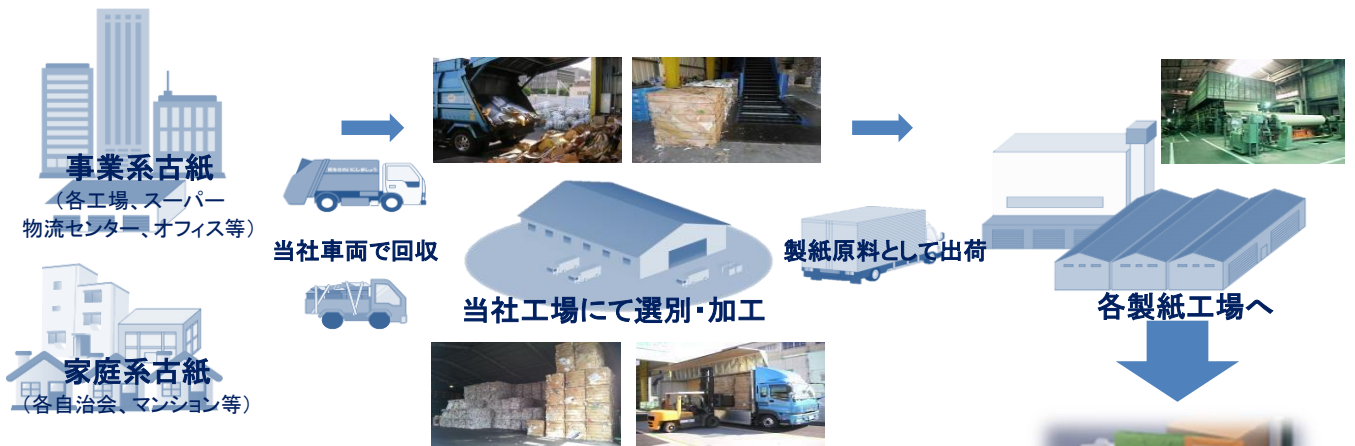 事業系古紙
（各工場、スーパー
物流センター、オフィス等）
家庭系古紙
（各自治会、マンション等）
当社車両で回収
当社工場にて選別・加工
製紙原料として出荷
各製紙工場へ